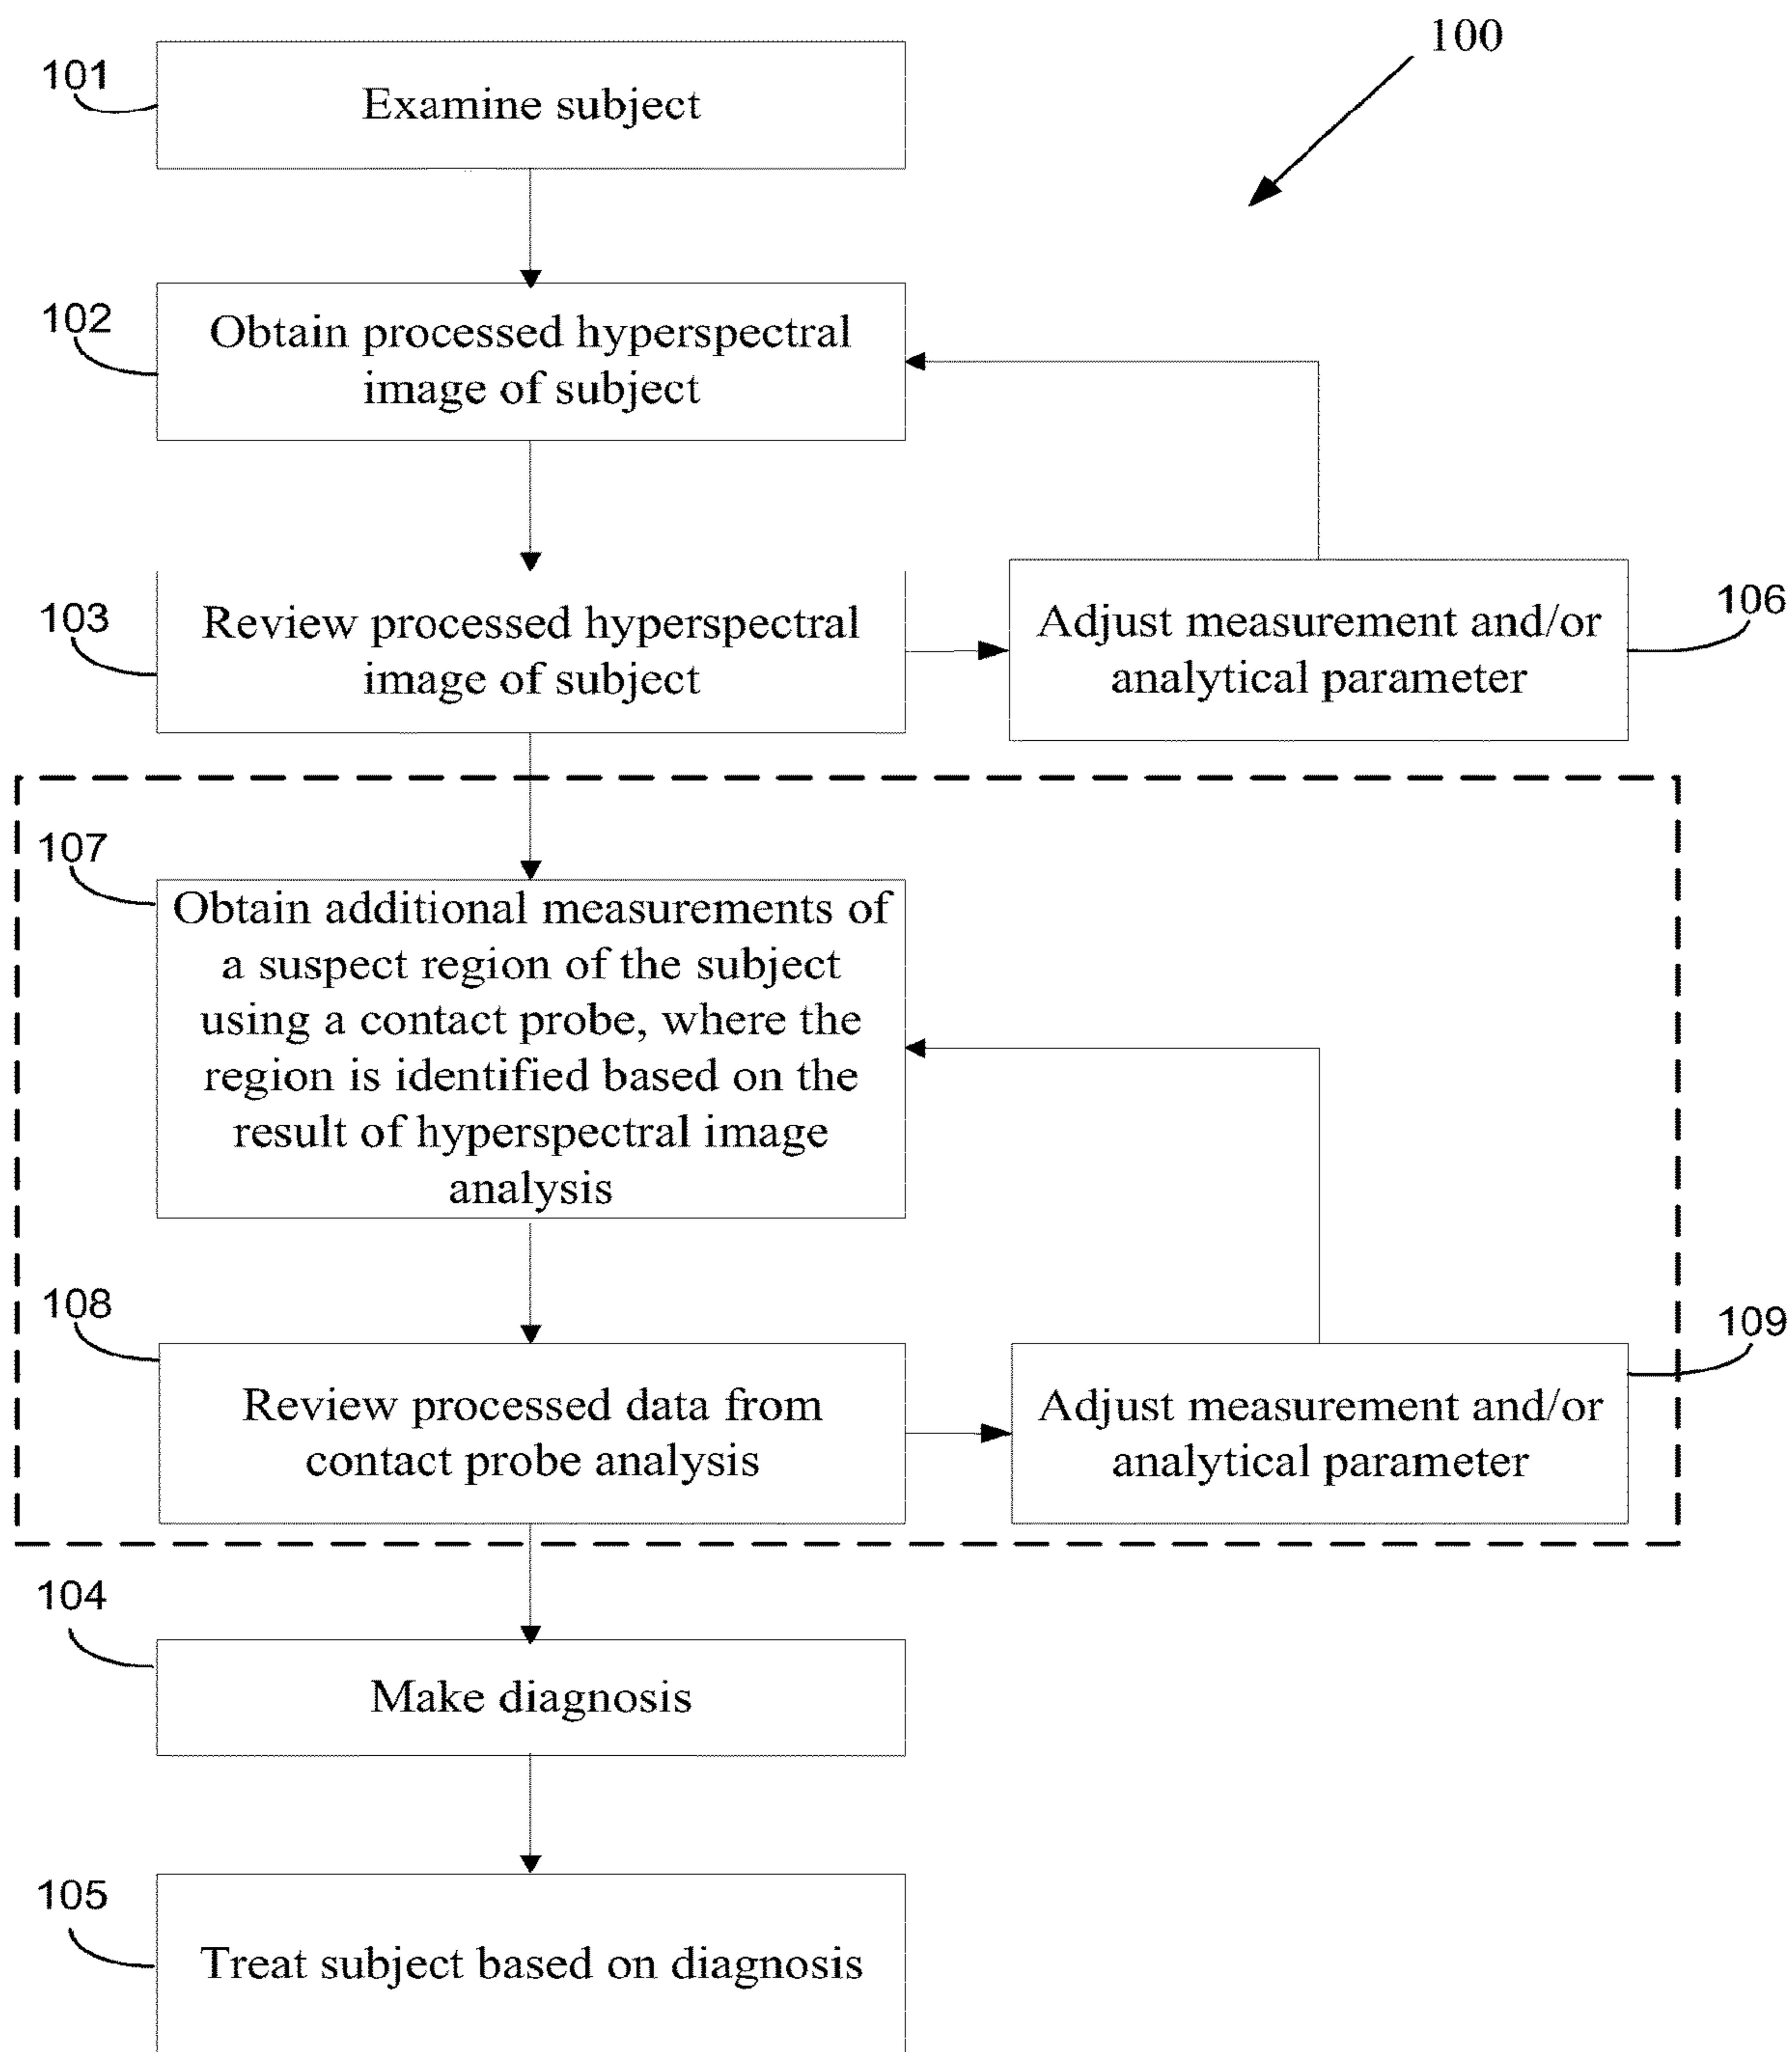 100
101
Examine subject
102
Obtain processed hyperspectral
image of subject
103
Review processed hyperspectral
image of subject
106
Adjust measurement and/or
analytical parameter
107
Obtain additional measurements of
a suspect region of the subject
using a contact probe, where the
region is identified based on the
result of hyperspectral image
analysis
108
Review processed data from
contact probe analysis
109
Adjust measurement and/or
analytical parameter
104
Make diagnosis
105
Treat subject based on diagnosis